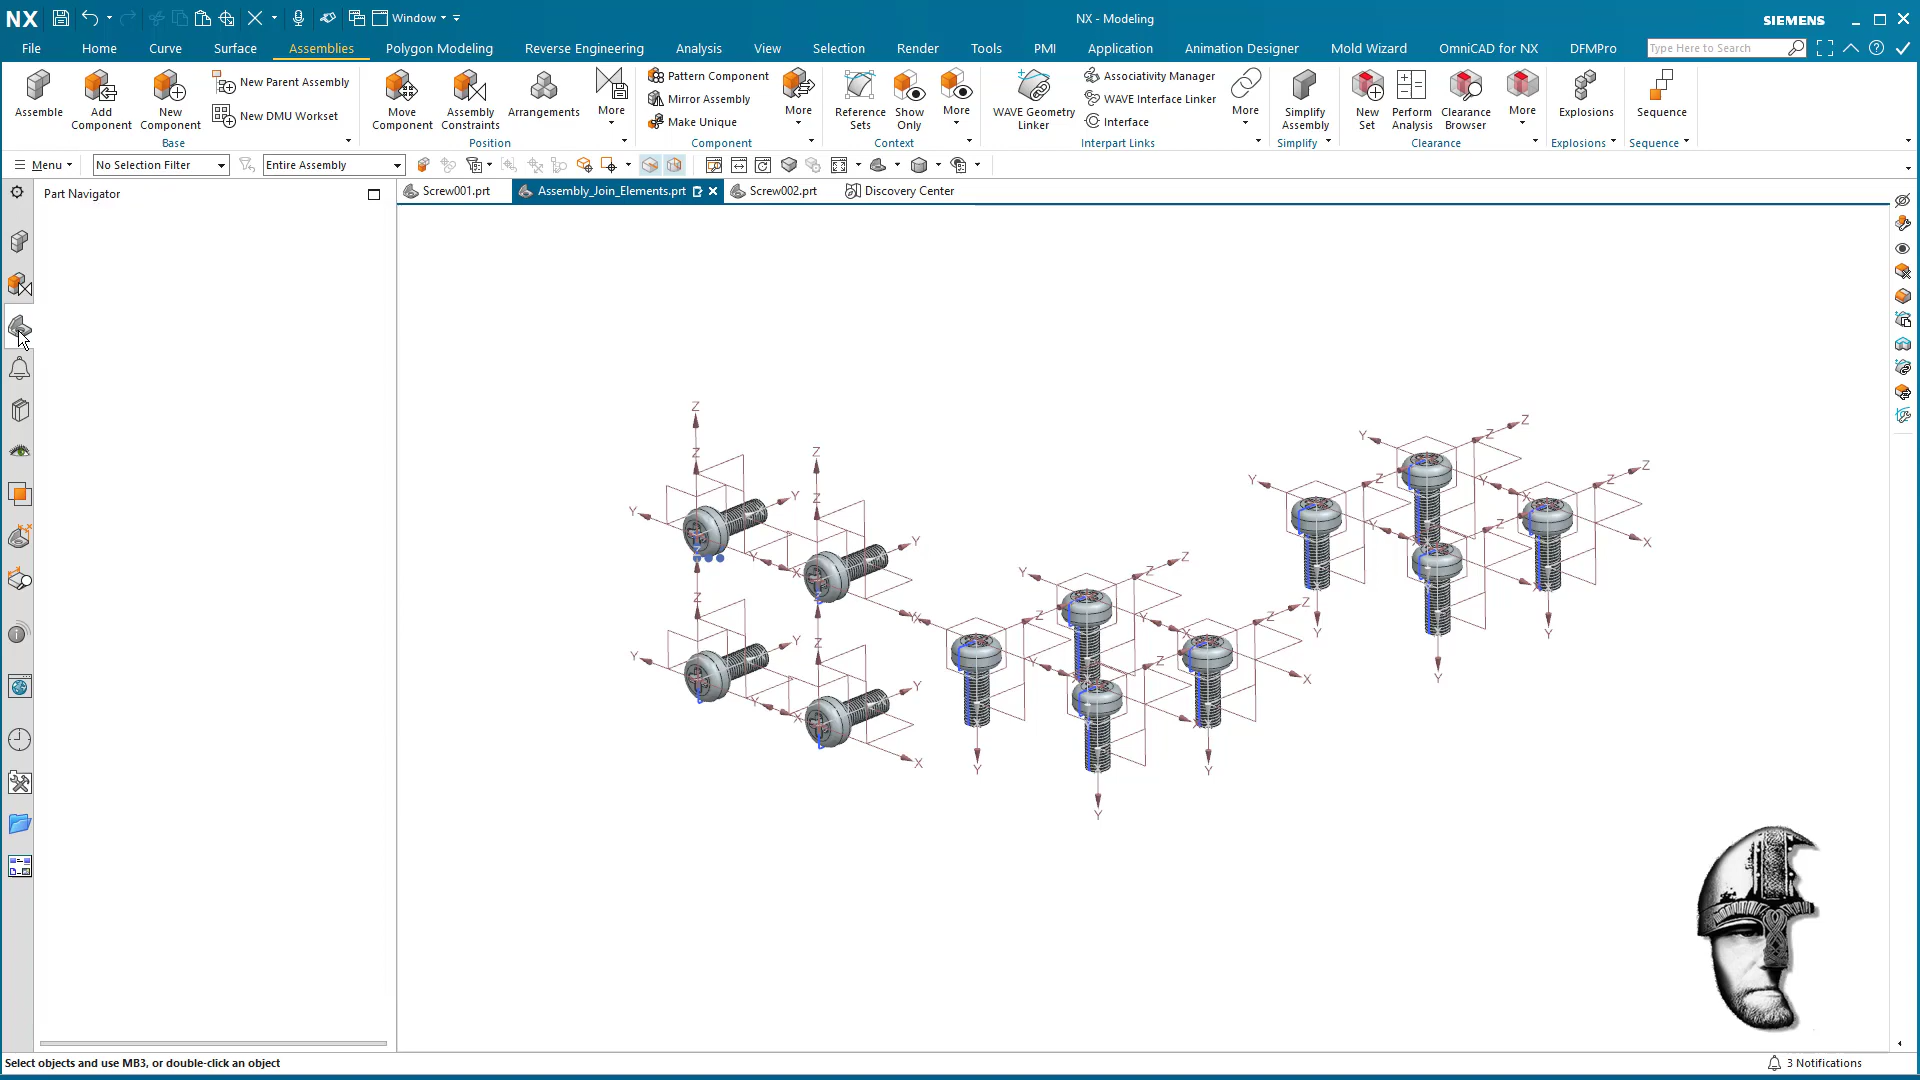 NX Window NX - Modeling SIEMENS
File Home Curve Surface Assemblies Polygon Modeling Reverse Engineering Analysis View Selection Render Tools PMI Application Animation Designer Mold Wizard OmniCAD for NX DFMPro Type Here to Search
Assemble
Add Component
New Component
New Parent Assembly
New DMU Workset
Base
Move Component
Assembly Constraints
Arrangements
More
Position
Pattern Component
Mirror Assembly
Make Unique
More
Component
Reference Sets
Show Only
More
Context
WAVE Geometry Linker
Associativity Manager
WAVE Interface Linker
Interface
More
Interpart Links
Simplify Assembly
Simplify
New Set
Perform Analysis
Clearance Browser
More
Clearance
Explosions
Explosions
Sequence
Sequence
Menu No Selection Filter Entire Assembly
Part Navigator
Screw001.prt Assembly_Join_Elements.prt Screw002.prt Discovery Center
Z
Z
Z
Z
Y
Y
Y
Y
X
X
Z
Z
Z
Z
Y
Y
Y
Y
X
X
X
Y
Z
Z
Y
Z
Z
Y
Z
X
Y
Y
Y
Y
Z
Z
Y
Z
Z
Y
Z
X
Y
Y
Y
Select objects and use MB3, or double-click an object 3 Notifications